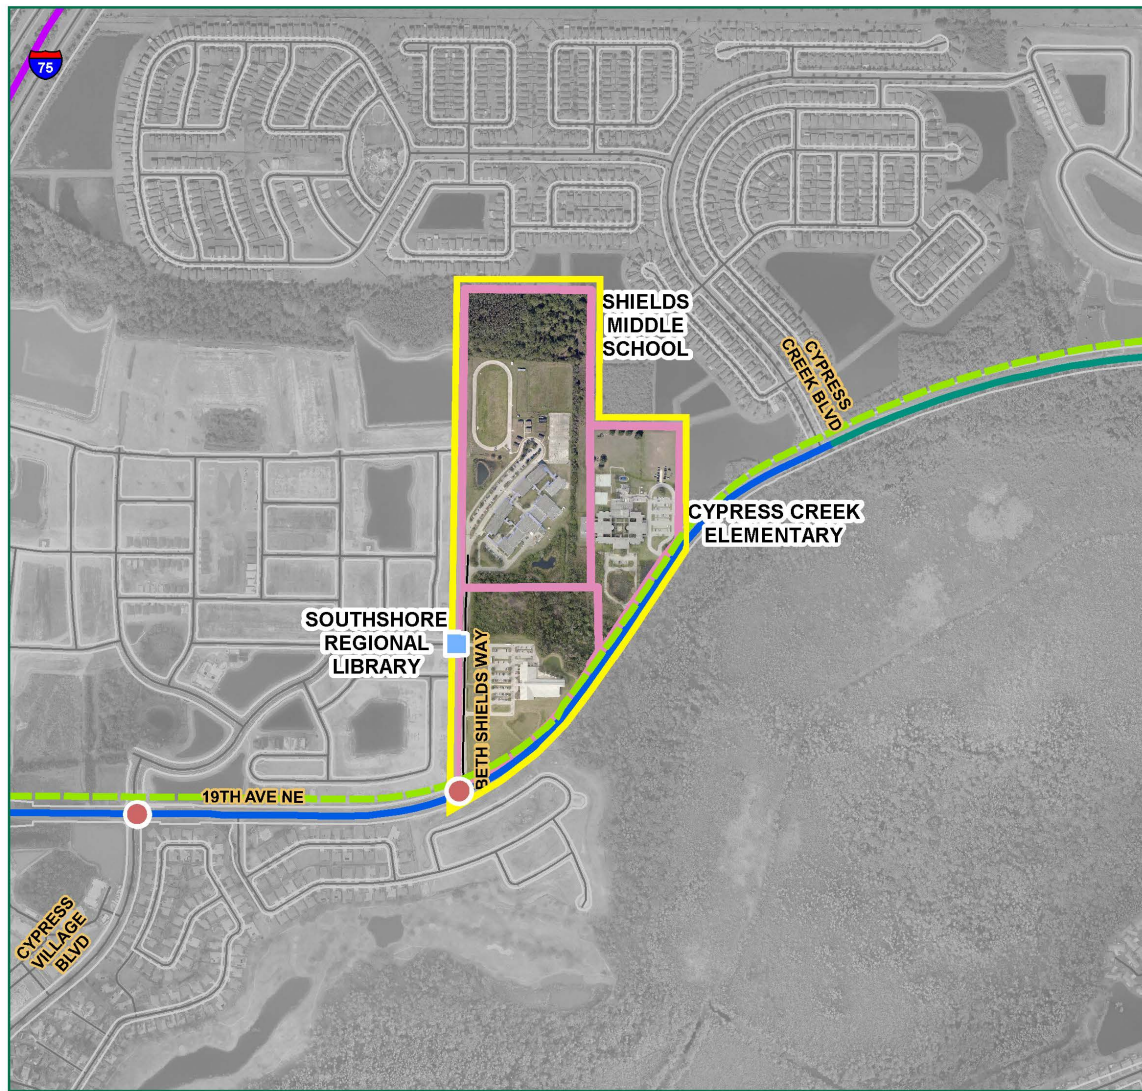 75
SHIELDS
MIDDLE
SCHOOL
CYPRESS
CREEK BLVD
CYPRESS CREEK
ELEMENTARY
SOUTHSHORE
REGIONAL
LIBRARY
BETH SHIELDS WAY
19TH AVE NE
CYPRESS
VILLAGE
BLVD